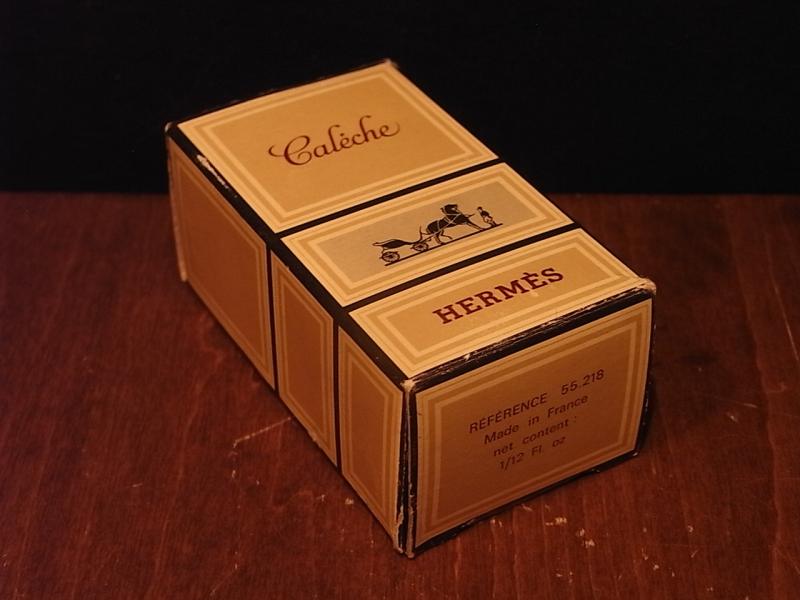 Calèche
HERMÈS
RÉFÉRENCE 55.218
Made in France
net content :
1/12 Fl. oz